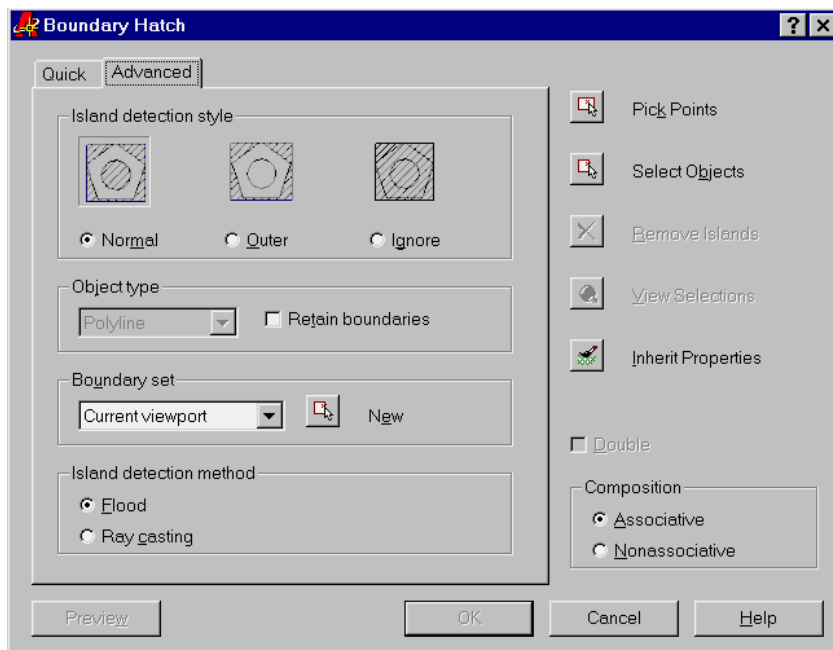 Boundary Hatch
Quick Advanced
Island detection style
Normal Outer Ignore
Object type
Polyline Retain boundaries
Boundary set
Current viewport New
Island detection method
Flood
Ray casting
Pick Points
Select Objects
Remove Islands
View Selections
Inherit Properties
Double
Composition
Associative
Nonassociative
Preview OK Cancel Help